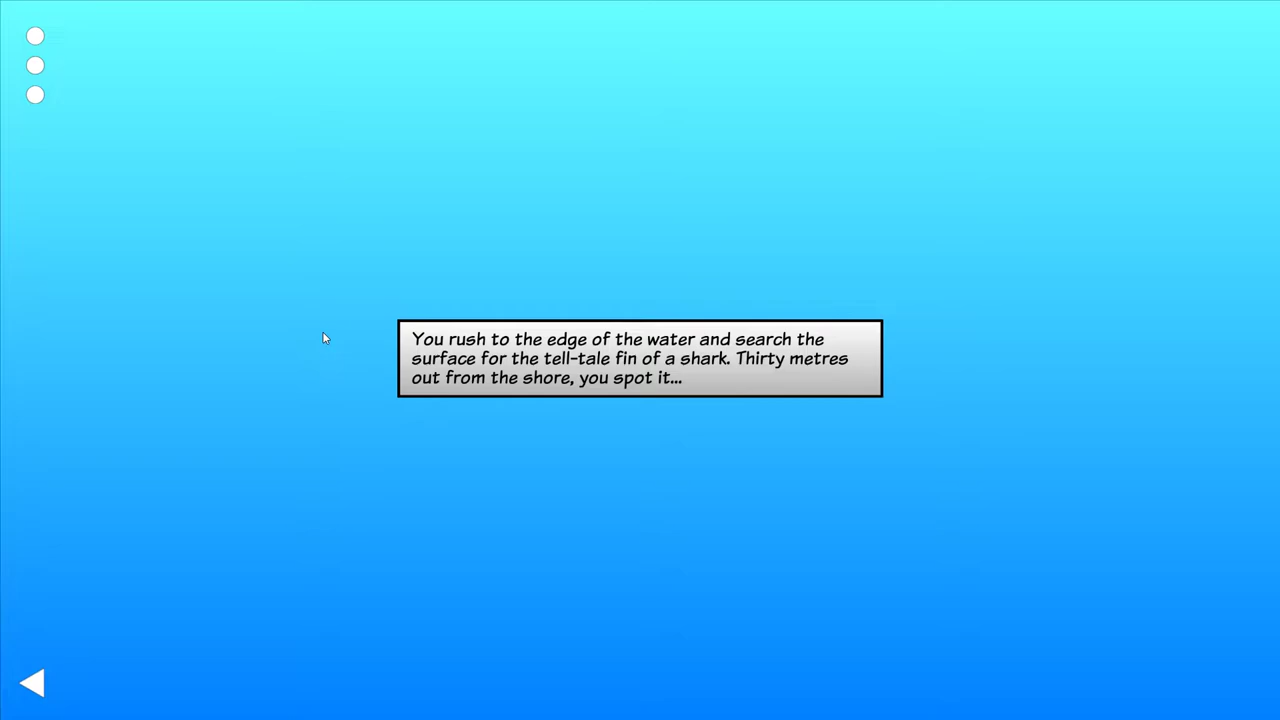 You rush to the edge of the water and search the
surface for the tell-tale fin of a shark. Thirty metres
out from the shore, you spot it...